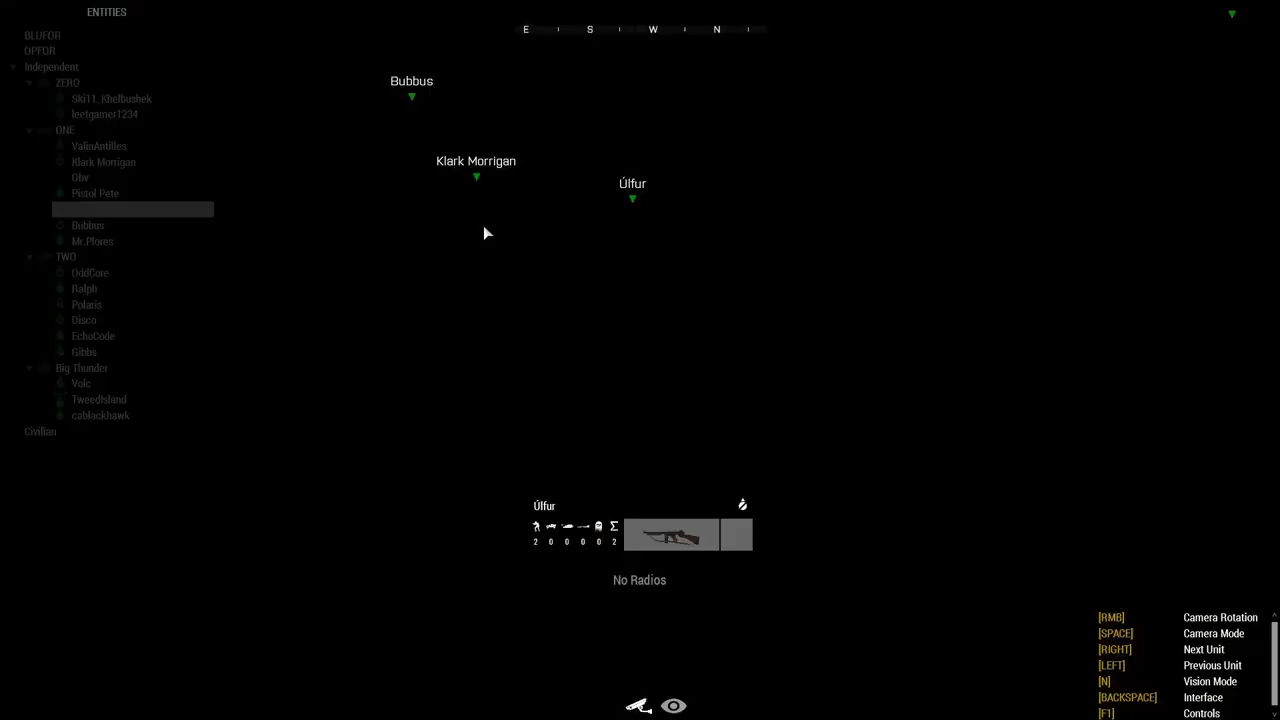 ENTITIES
E S W N
BLUFOR
OPFOR
Independent
ZERO
Ski11_Khelbushek
leetgamer1234
ONE
ValinAntilles
Klark Morrigan
Obv
Pistol Pete
Bubbus
Mr.Plores
TWO
OddCore
Ralph
Polaris
Disco
EchoCode
Gibbs
Big Thunder
Volc
TweedIsland
cablackhawk
Civilian
Bubbus
Klark Morrigan
Úlfur
Úlfur
2 0 0 0 0 2
No Radios
[RMB] Camera Rotation
[SPACE] Camera Mode
[RIGHT] Next Unit
[LEFT] Previous Unit
[N] Vision Mode
[BACKSPACE] Interface
[F1] Controls